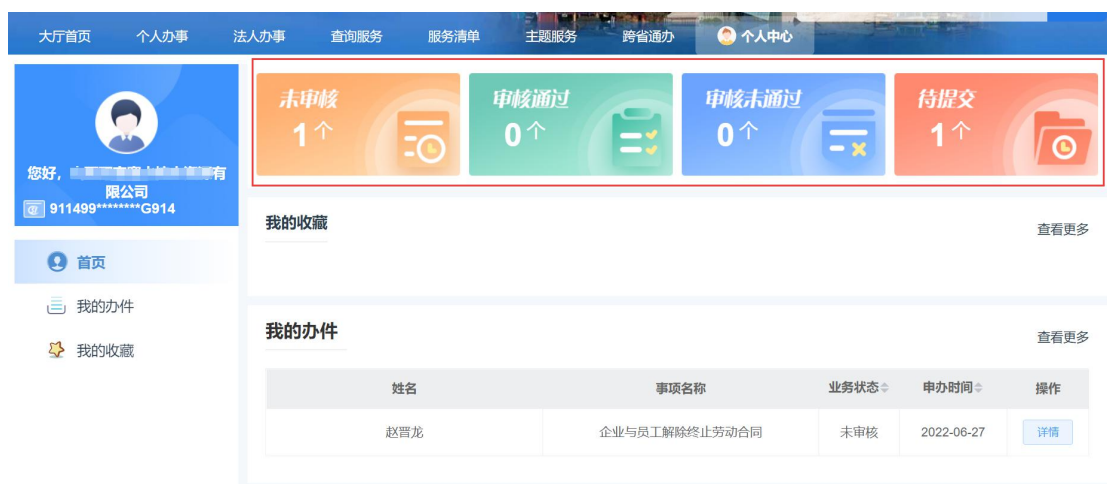 大厅首页 个人办事 法人办事 查询服务 服务清单 主题服务 跨省通办 个人中心
未审核 审核通过 审核未通过 待提交
1个 0个 0个 1个
您好, 有
限公司
911499********G914
我的收藏
查看更多
首页
我的办件
我的收藏
我的办件
查看更多
姓名 事项名称 业务状态 申办时间 操作
赵晋龙 企业与员工解除终止劳动合同 未审核 2022-06-27 详情